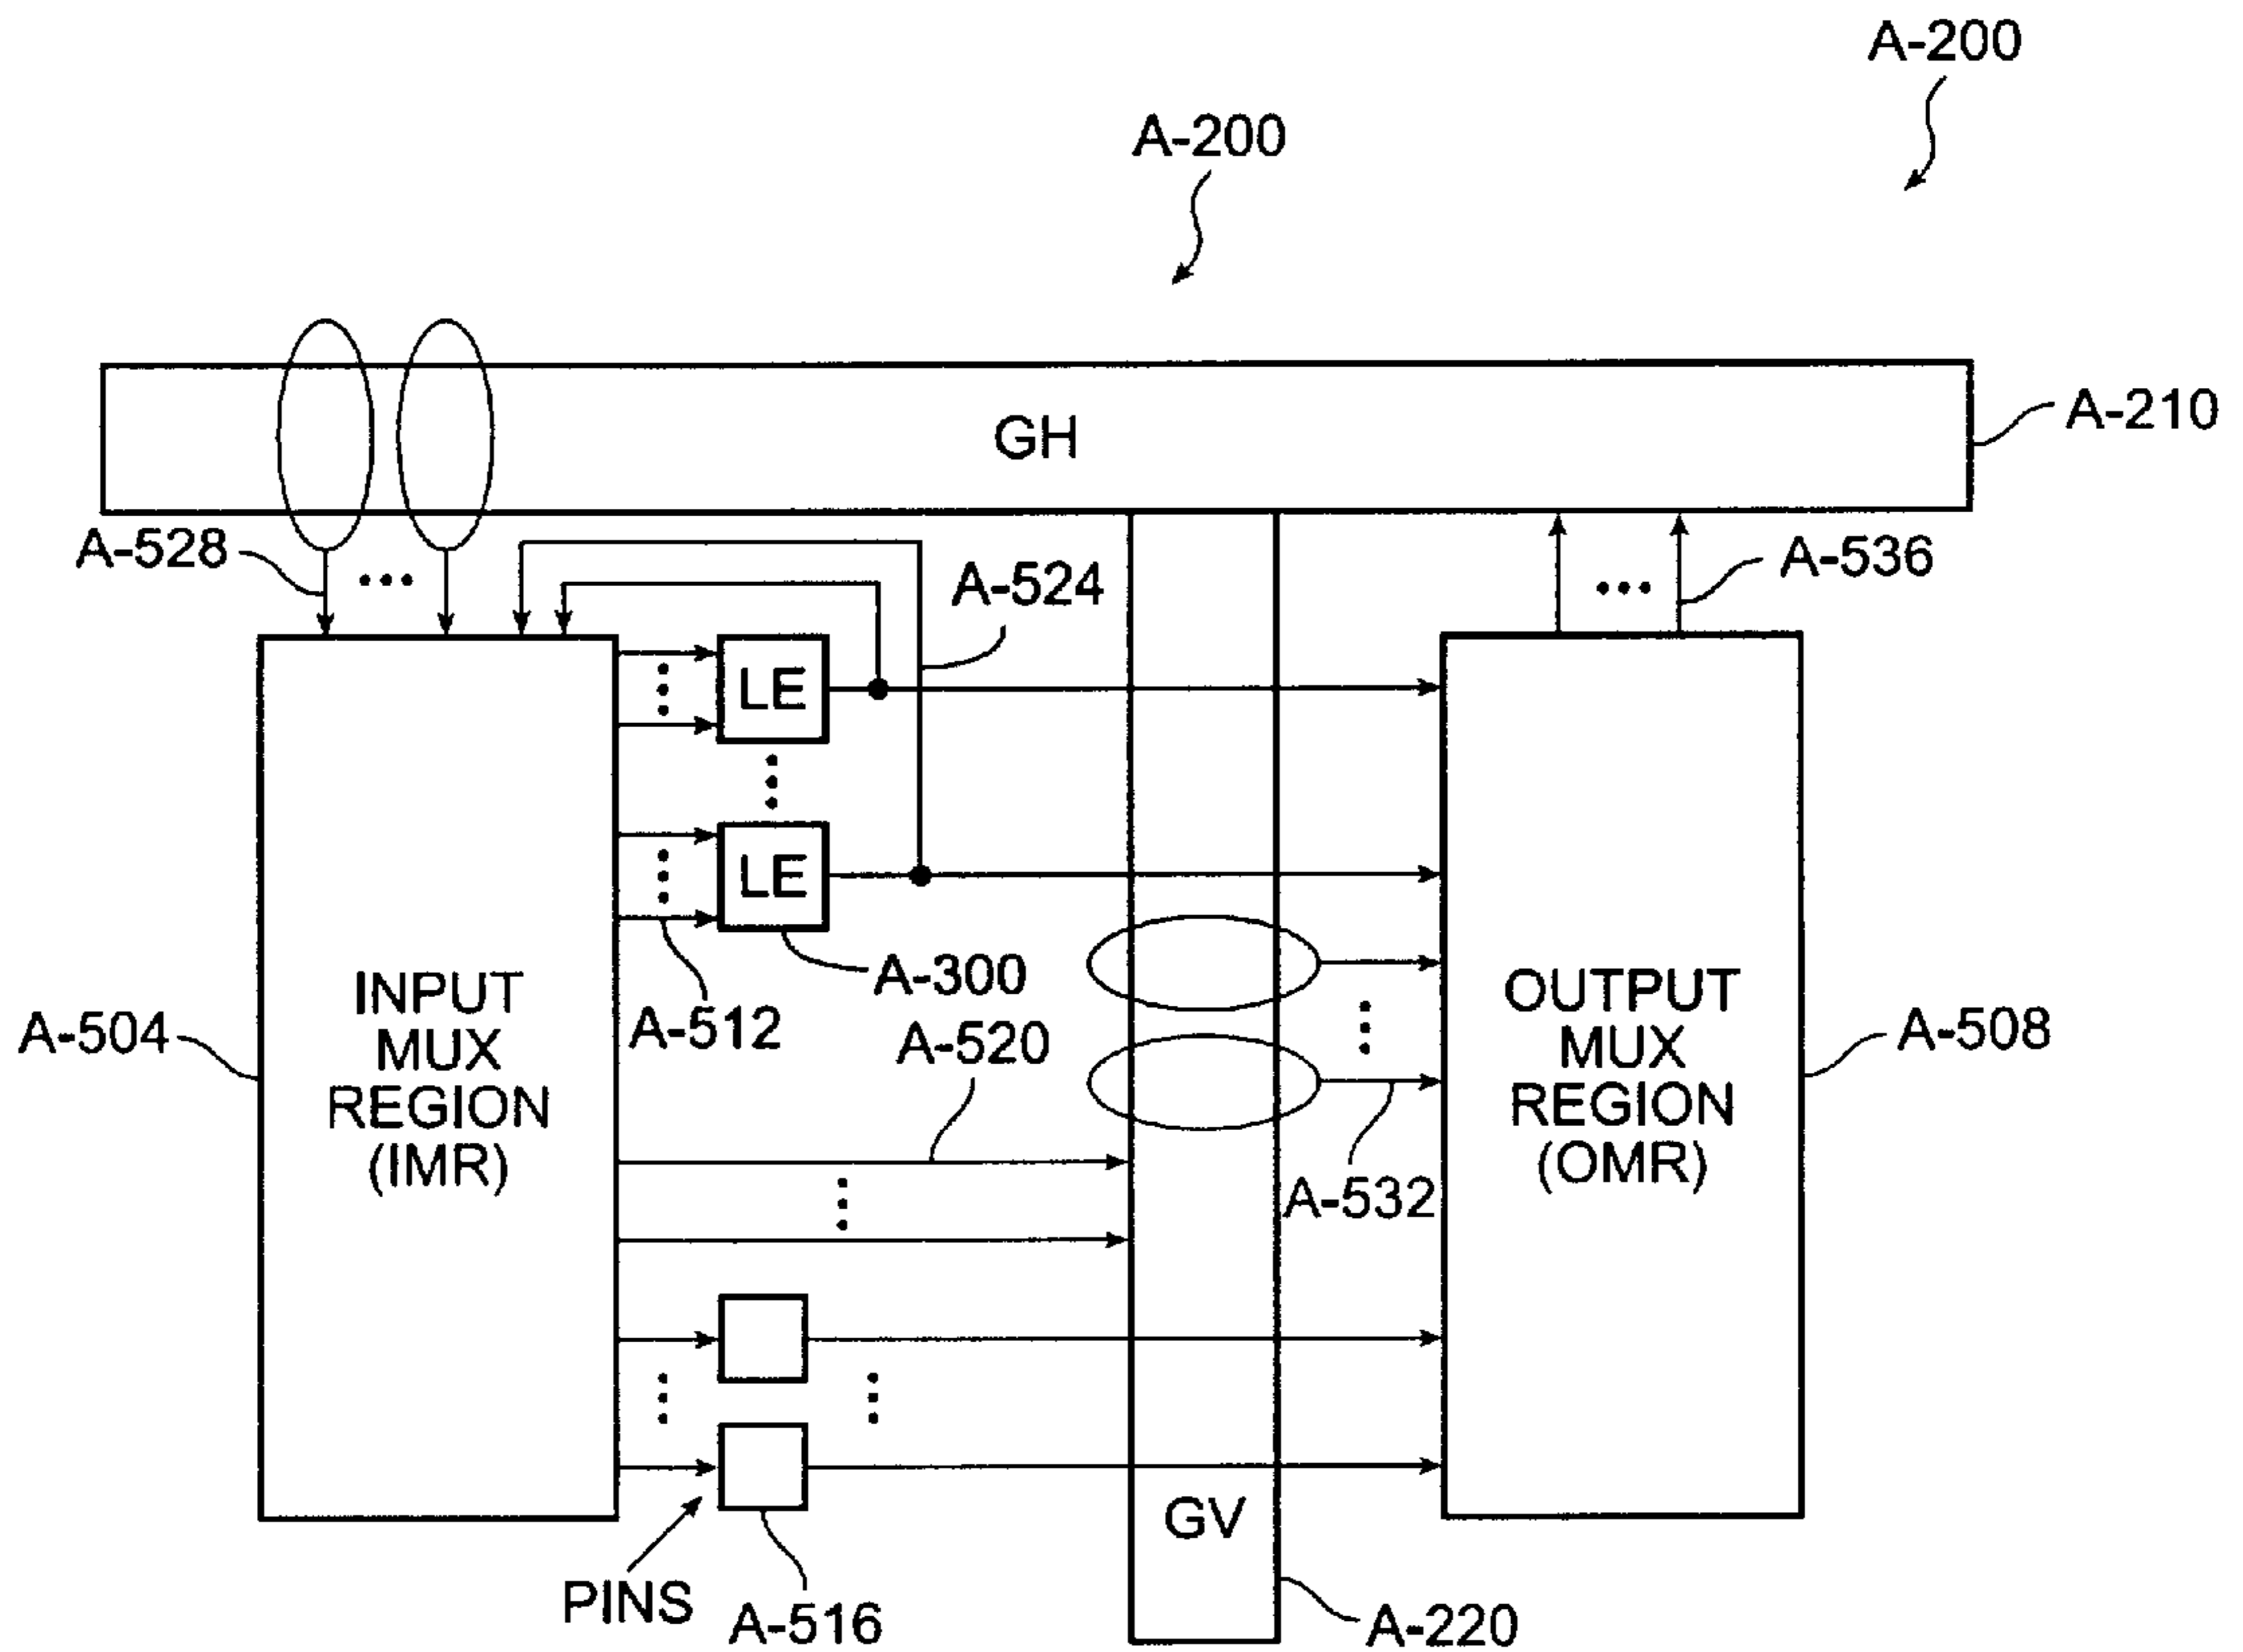 A-200
A-200
GH
A-210
A-528
A-524
A-536
LE
LE
A-300
A-512
A-520
INPUT
MUX
REGION
(IMR)
A-504
OUTPUT
MUX
REGION
(OMR)
A-508
A-532
GV
PINS
A-516
A-220